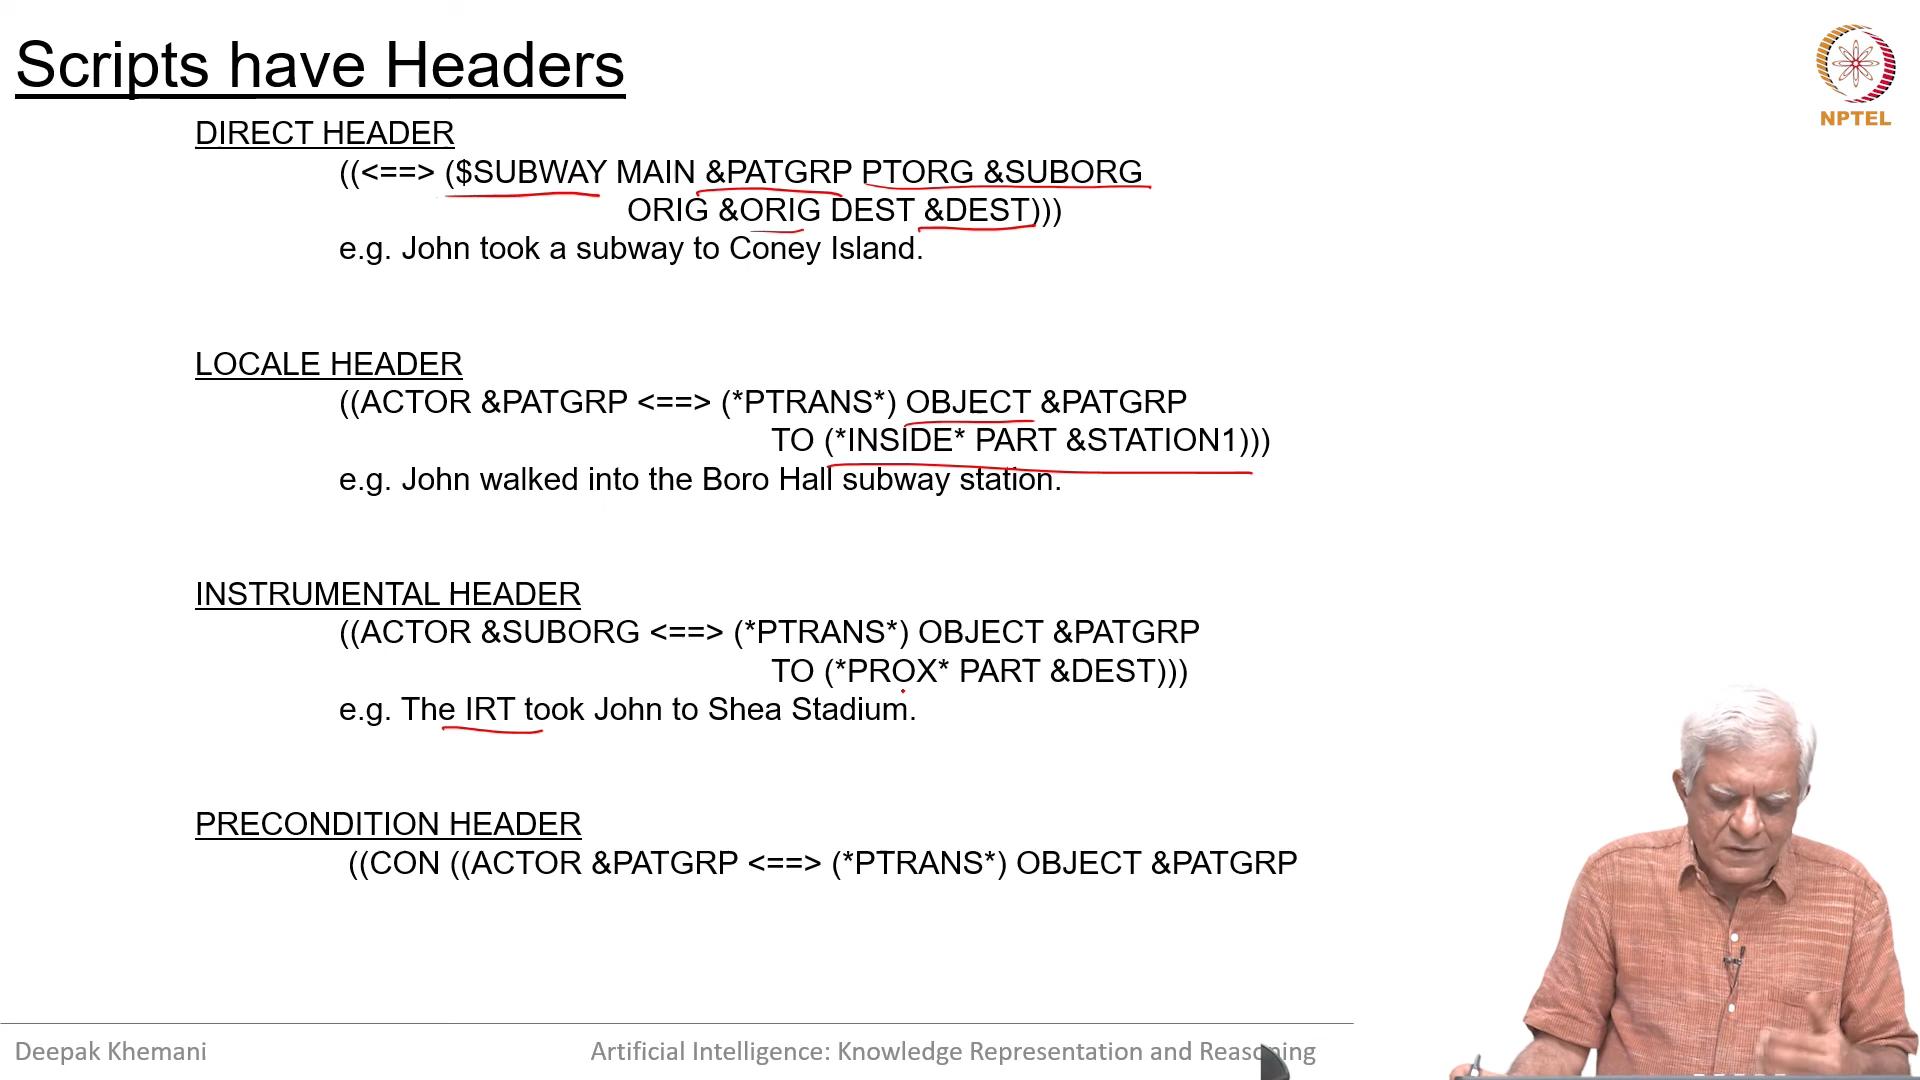 Scripts have Headers
NPTEL
DIRECT HEADER
((<==> ($SUBWAY MAIN &PATGRP PTORG &SUBORG
ORIG &ORIG DEST &DEST)))
e.g. John took a subway to Coney Island.
LOCALE HEADER
((ACTOR &PATGRP <==> (*PTRANS*) OBJECT &PATGRP
TO (*INSIDE* PART &STATION1)))
e.g. John walked into the Boro Hall subway station.
INSTRUMENTAL HEADER
((ACTOR &SUBORG <==> (*PTRANS*) OBJECT &PATGRP
TO (*PROX* PART &DEST)))
e.g. The IRT took John to Shea Stadium.
PRECONDITION HEADER
((CON ((ACTOR &PATGRP <==> (*PTRANS*) OBJECT &PATGRP
Deepak Khemani
Artificial Intelligence: Knowledge Representation and Reasoning